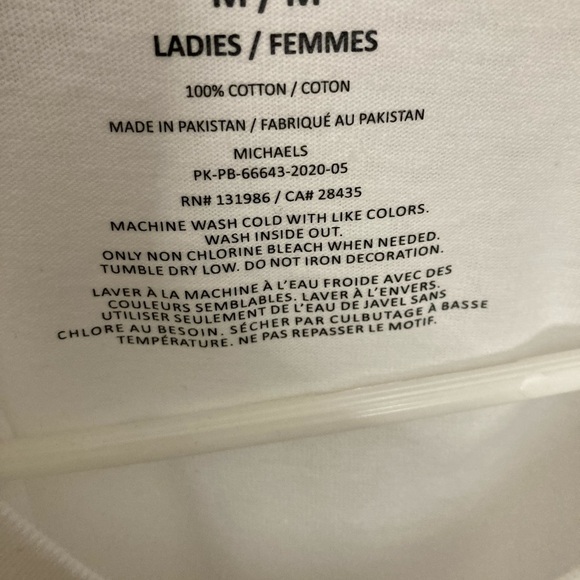 M / M
LADIES / FEMMES
100% COTTON / COTON
MADE IN PAKISTAN / FABRIQUÉ AU PAKISTAN
MICHAELS
PK-PB-66643-2020-05
RN# 131986 / CA# 28435
MACHINE WASH COLD WITH LIKE COLORS.
WASH INSIDE OUT.
ONLY NON CHLORINE BLEACH WHEN NEEDED.
TUMBLE DRY LOW. DO NOT IRON DECORATION.
LAVER À LA MACHINE À L'EAU FROIDE AVEC DES
COULEURS SEMBLABLES. LAVER À L'ENVERS.
UTILISER SEULEMENT DE L'EAU DE JAVEL SANS
CHLORE AU BESOIN. SÉCHER PAR CULBUTAGE À BASSE
TEMPÉRATURE. NE PAS REPASSER LE MOTIF.